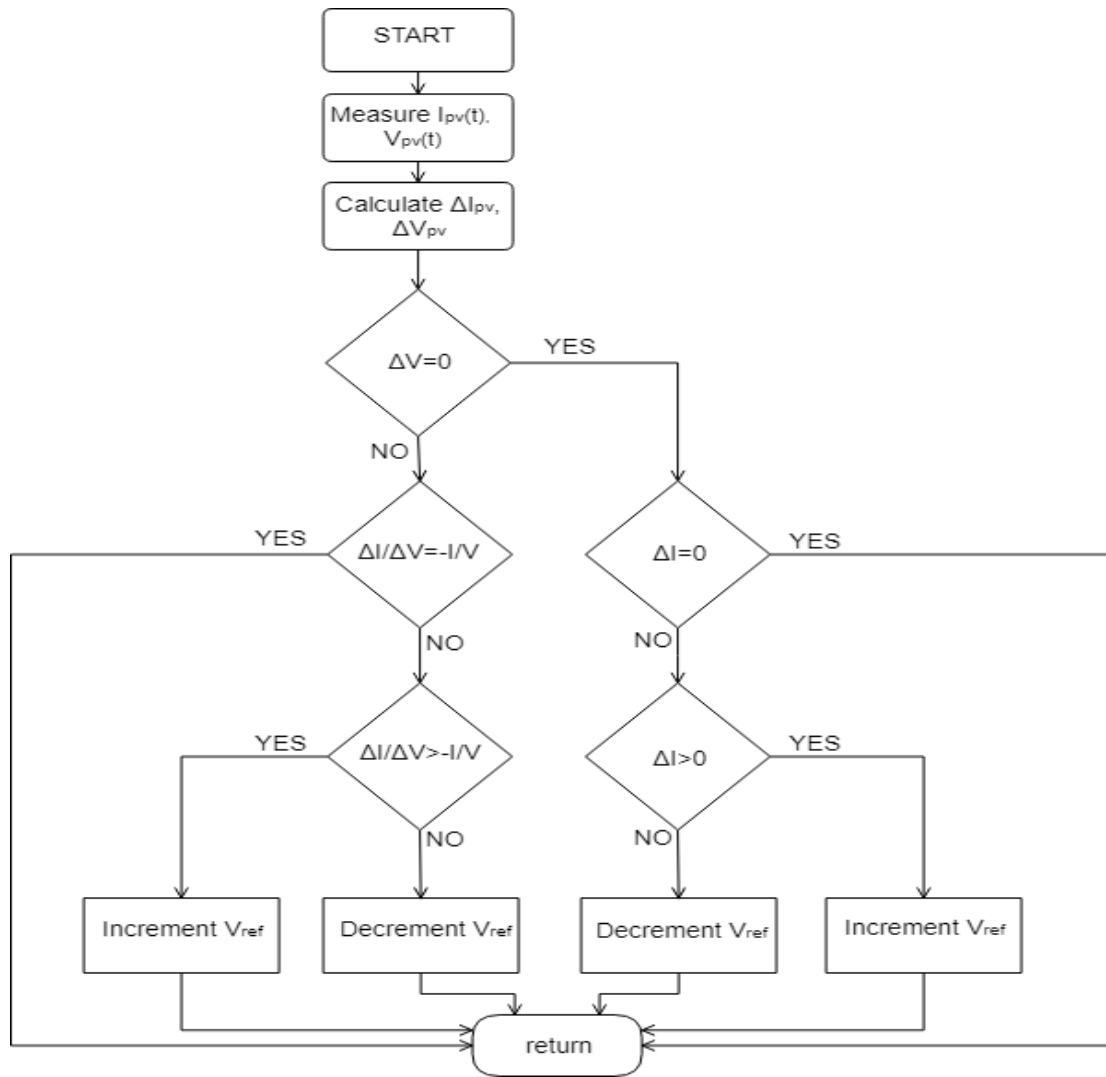 START
Measure Ipv(t).
Vpv(t)
Calculate ΔIpv,
ΔVpv
ΔV=0
YES
NO
YES
ΔI/ΔV=-I/V
ΔI=0
YES
NO
NO
YES
ΔI/ΔV>-I/V
ΔI>0
YES
NO
NO
Increment Vref
Decrement Vref
Decrement Vref
Increment Vref
return